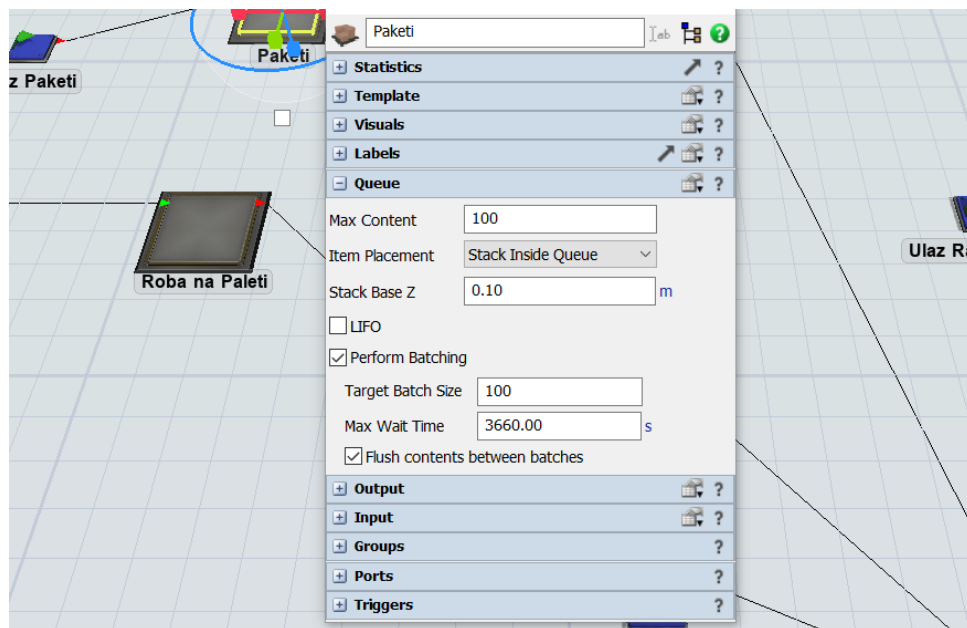 Paketi
z Paketi
Roba na Paleti
Ulaz R
Paketi
Statistics ?
Template ?
Visuals ?
Labels ?
Queue ?
Max Content 100
Item Placement Stack Inside Queue
Stack Base Z 0.10 m
LIFO
Perform Batching
Target Batch Size 100
Max Wait Time 3660.00 s
Flush contents between batches
Output ?
Input ?
Groups ?
Ports ?
Triggers ?